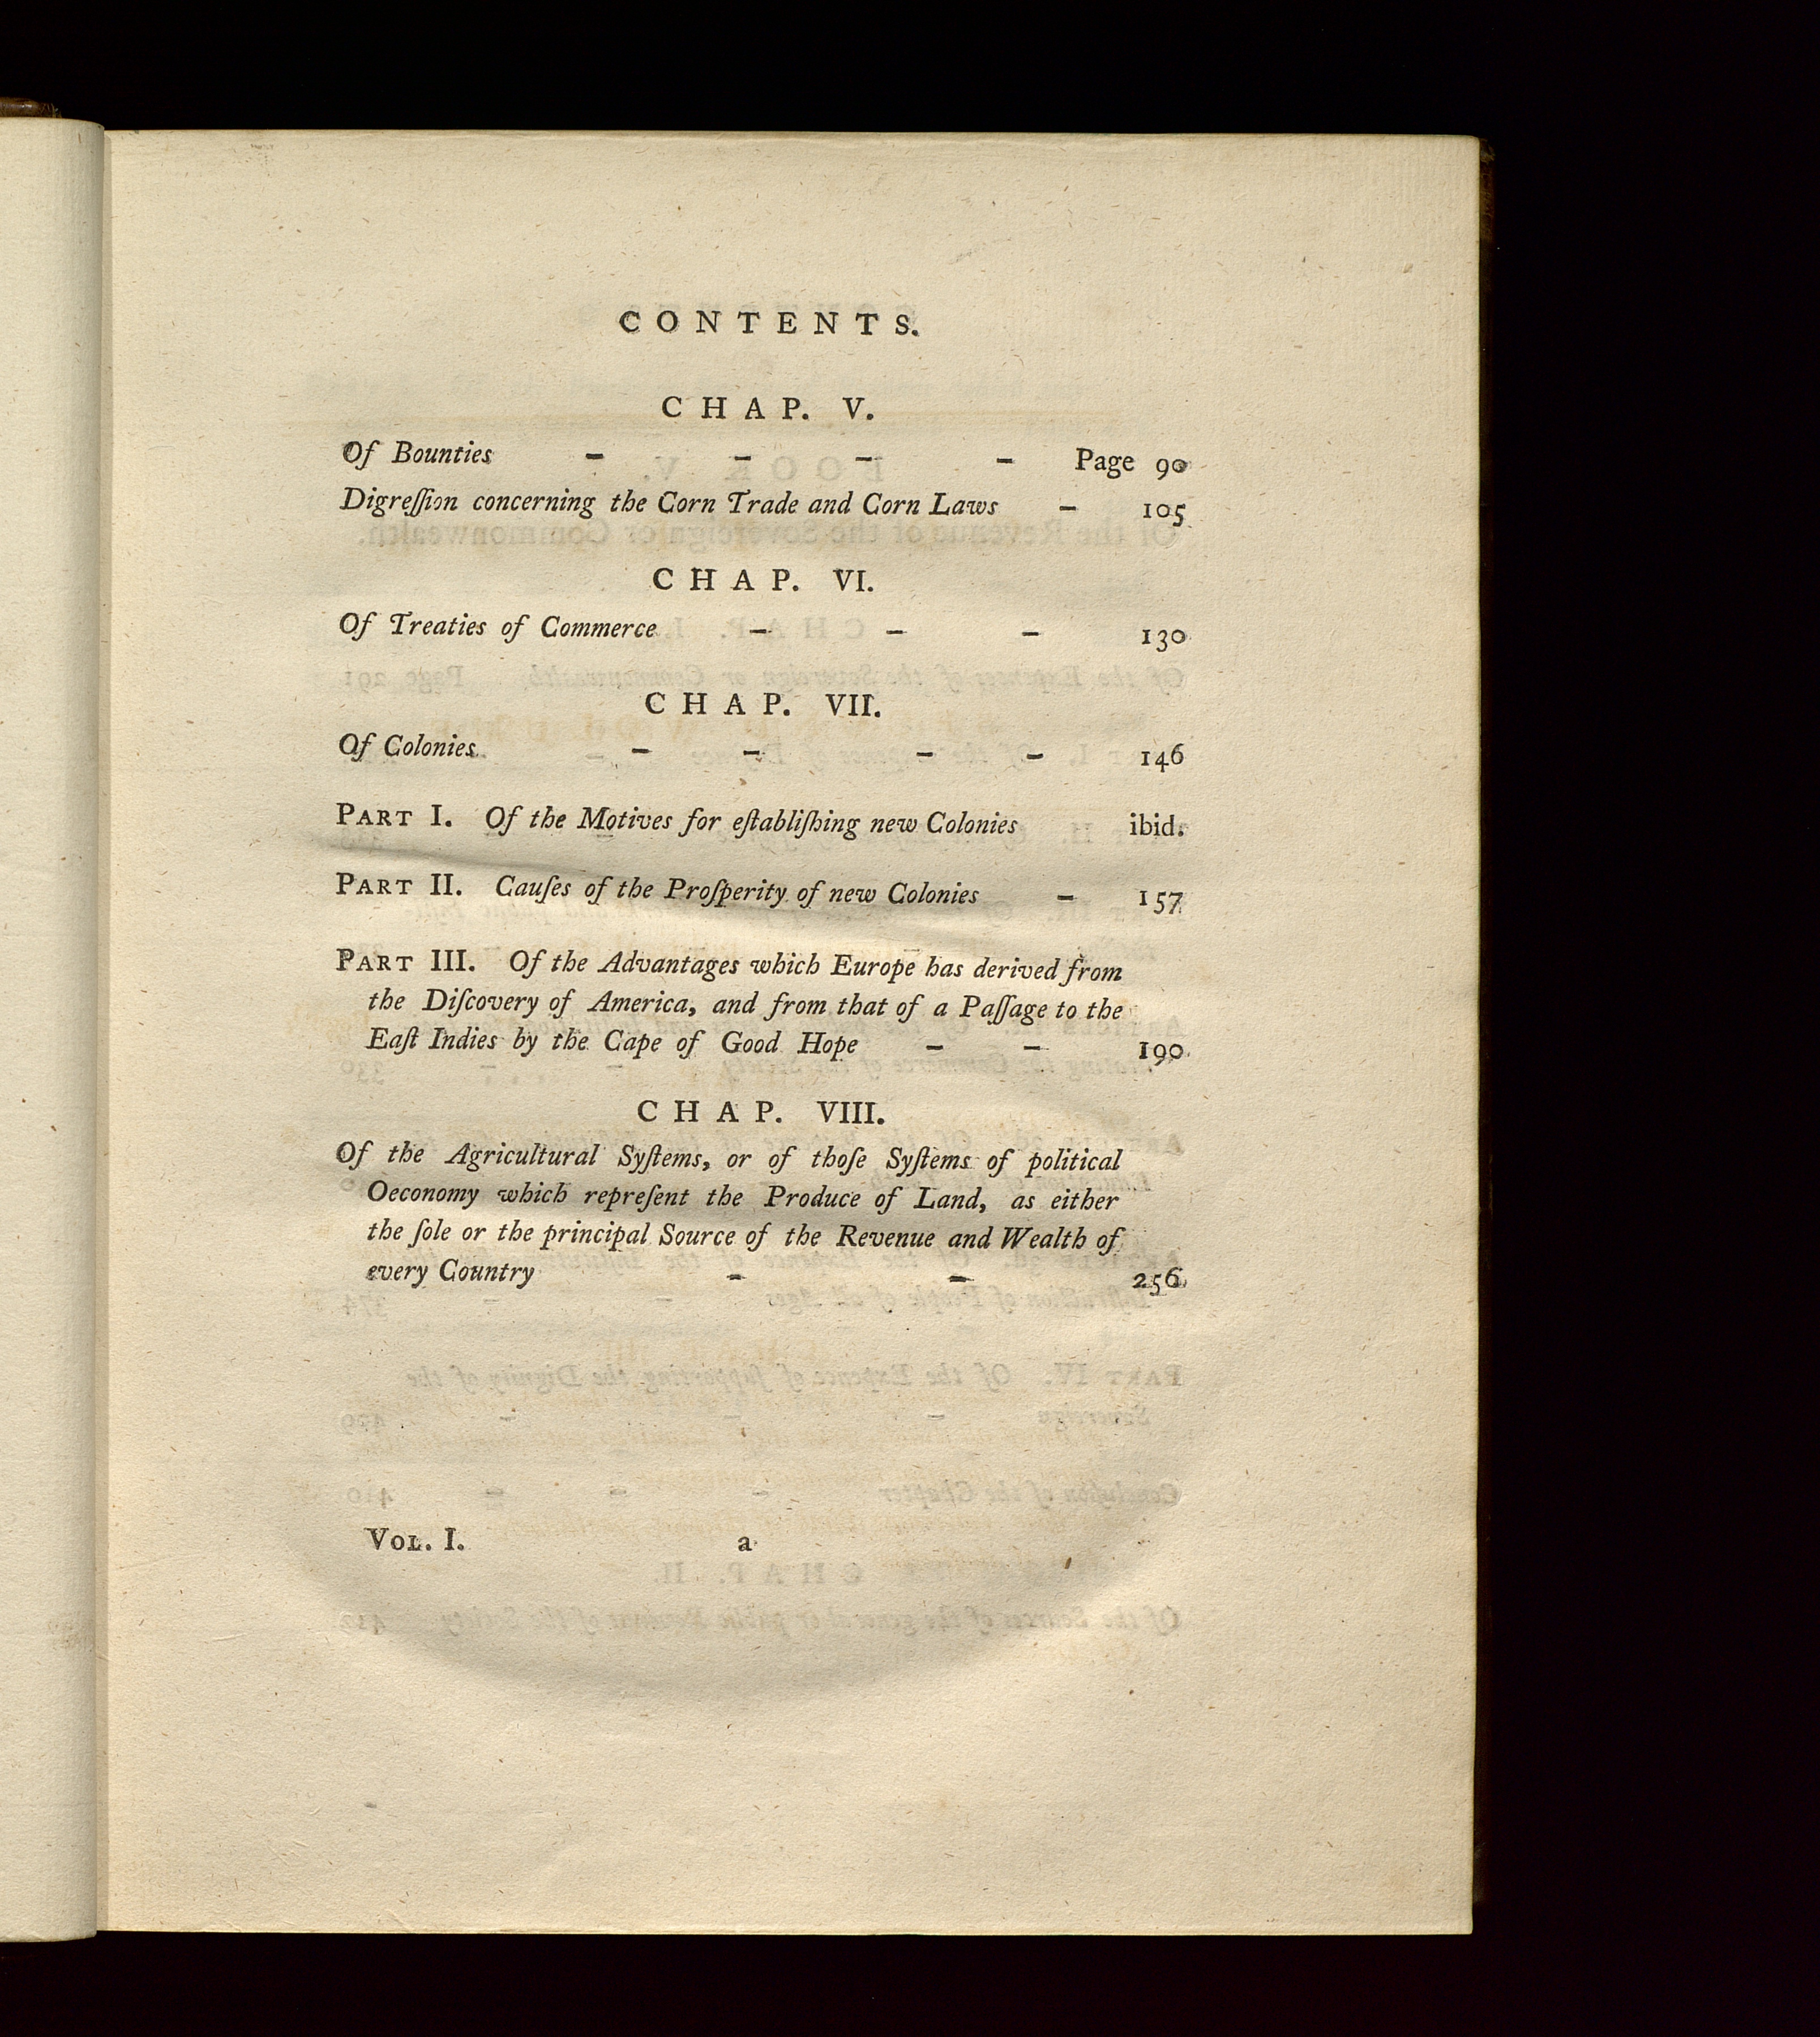 CONTENTS.
CHAP. V.
Of Bounties - - - - Page 90
Digreſſion concerning the Corn Trade and Corn Laws - 105
CHAP. VI.
Of Treaties of Commerce - - - 130
CHAP. VII.
Of Colonies - - - - 146
PART I. Of the Motives for eſtabliſhing new Colonies ibid.
PART II. Cauſes of the Proſperity of new Colonies - 157
PART III. Of the Advantages which Europe has derived from
the Diſcovery of America, and from that of a Paſſage to the
Eaſt Indies by the Cape of Good Hope - - 190
CHAP. VIII.
Of the Agricultural Syſtems, or of thoſe Syſtems of political
Oeconomy which repreſent the Produce of Land, as either
the ſole or the principal Source of the Revenue and Wealth of
every Country - - 256
VOL. I. a